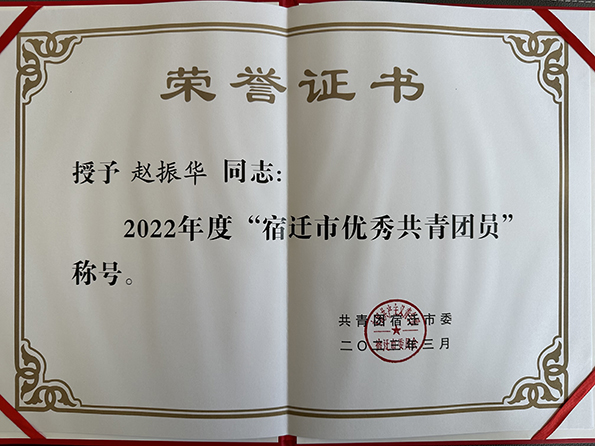 荣誉证书
授予 赵振华 同志：
2022年度“宿迁市优秀共青团员”
称号。
共青团宿迁市委
二〇二三年三月